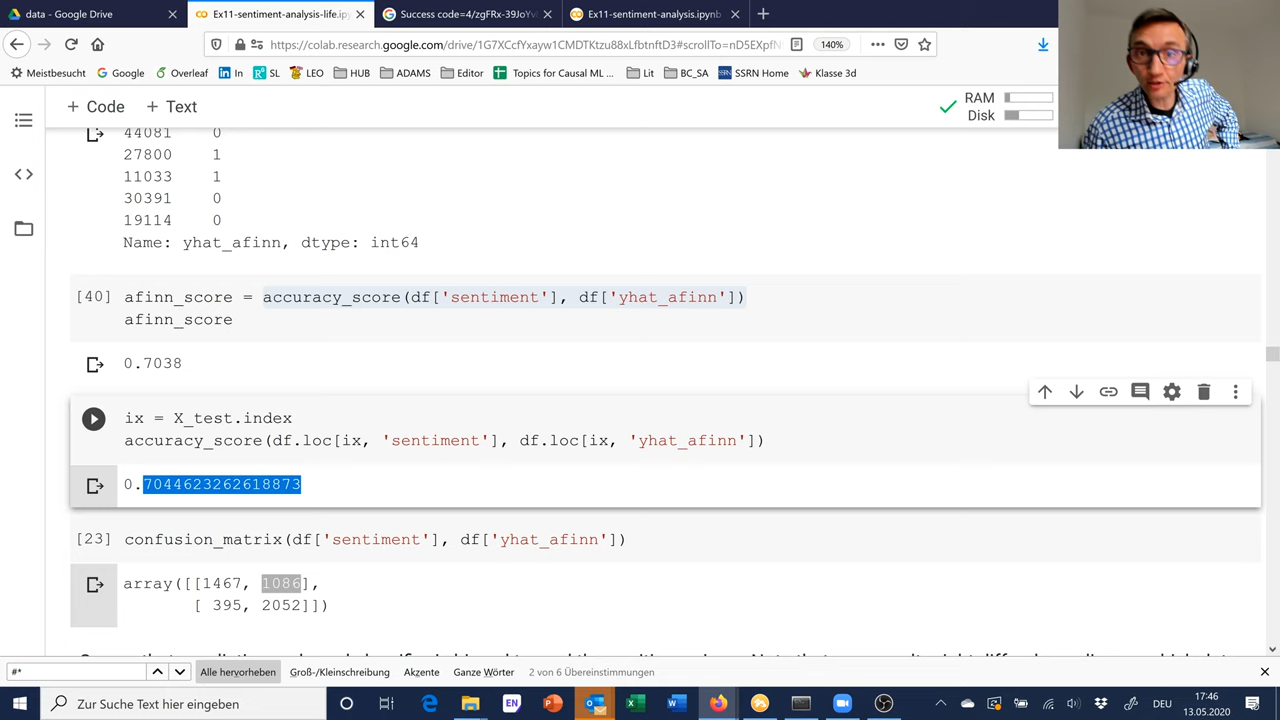 data - Google Drive
Ex11-sentiment-analysis-life.ipy
Success code=4/zgFRx-39JoYv
Ex11-sentiment-analysis.ipynb
https://colab.research.google.com/drive/1G7XCcfYxayw1CMDTKtzu88xLfbtnftD3#scrollTo=nD5EXpfN
140%
Meistbesucht
Google
Overleaf
In
SL
LEO
HUB
ADAMS
Editor
Topics for Causal ML ...
Lit
BC_SA
SSRN Home
Klasse 3d
+ Code
+ Text
RAM
Disk
44081 0
27800 1
11033 1
30391 0
19114 0
Name: yhat_afinn, dtype: int64
[40] afinn_score = accuracy_score(df['sentiment'], df['yhat_afinn'])
afinn_score
0.7038
ix = X_test.index
accuracy_score(df.loc[ix, 'sentiment'], df.loc[ix, 'yhat_afinn'])
0.7044623262618873
[23] confusion_matrix(df['sentiment'], df['yhat_afinn'])
array([[1467, 1086],
[ 395, 2052]])
#*
Alle hervorheben
Groß-/Kleinschreibung
Akzente
Ganze Wörter
2 von 6 Übereinstimmungen
Zur Suche Text hier eingeben
EN
DEU
17:46
13.05.2020